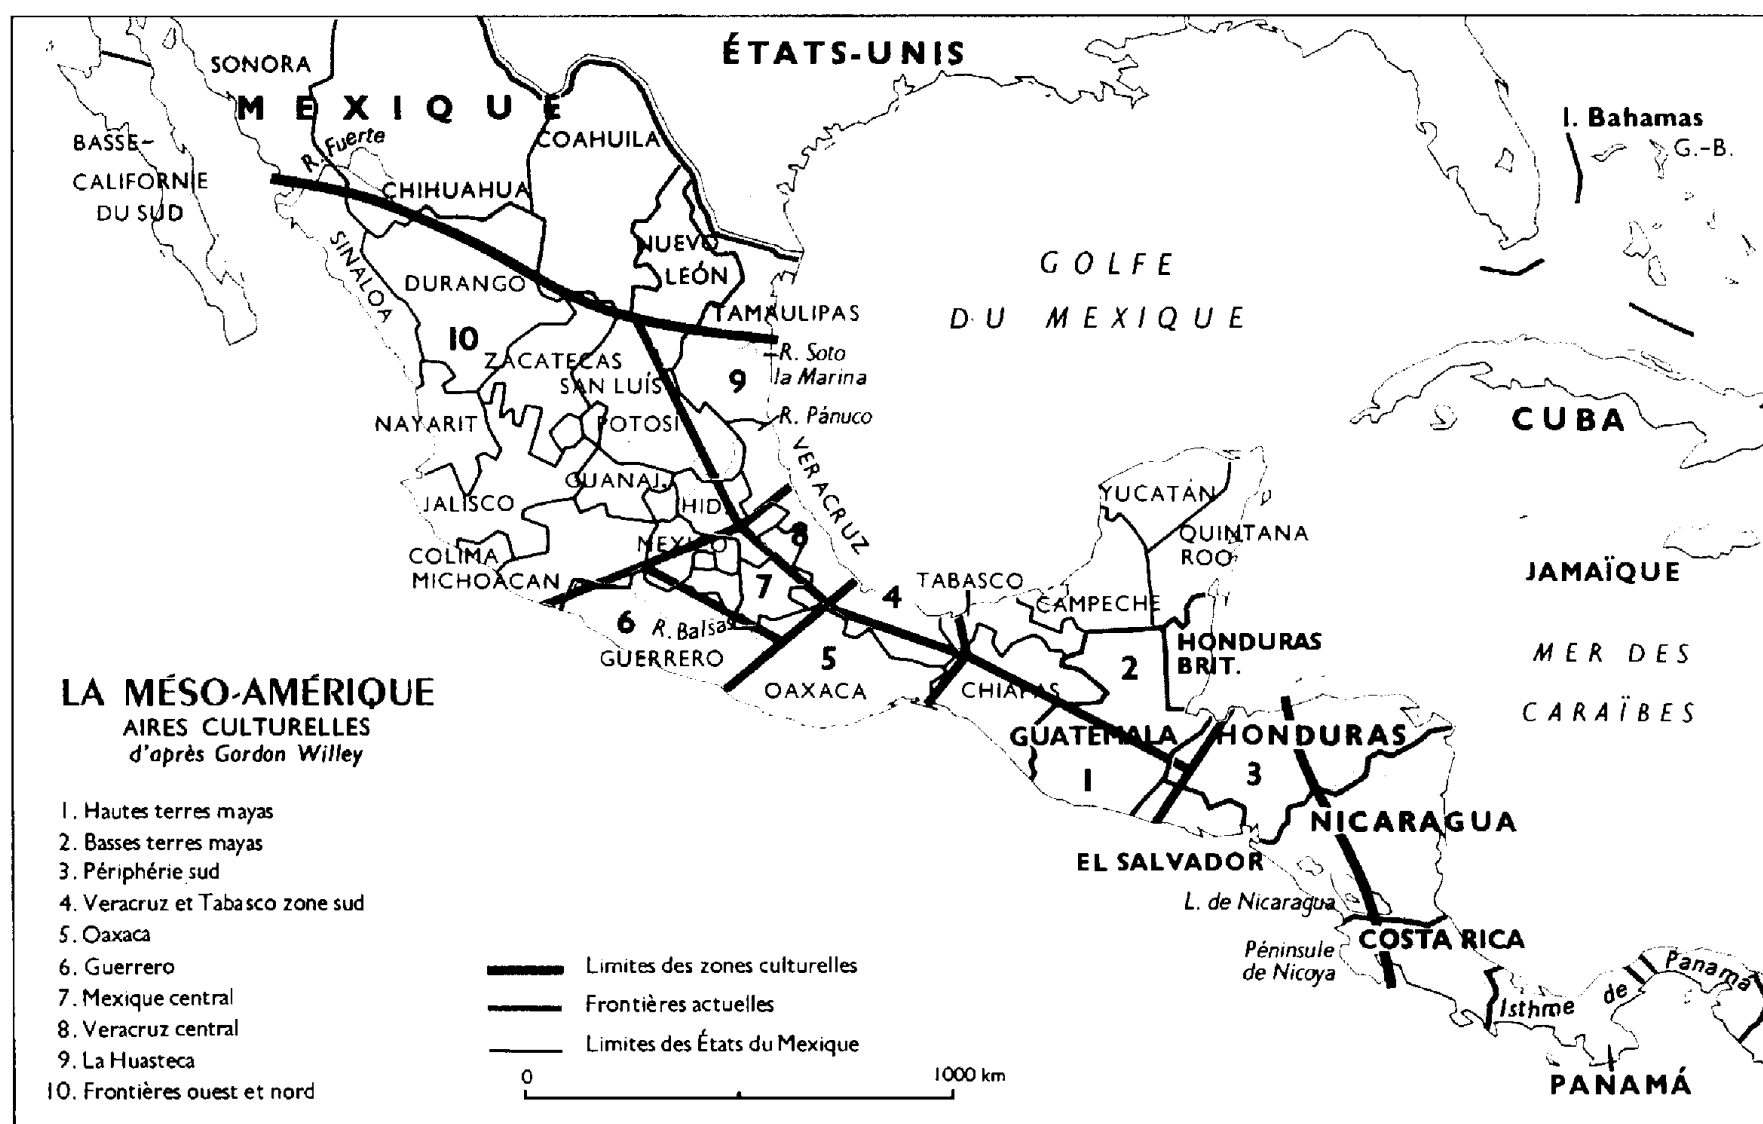 ÉTATS-UNIS
SONORA
MEXIQUE
I. Bahamas
G.-B.
BASSE-
CALIFORNIE
DU SUD
R. Fuerte
COAHUILA
CHIHUAHUA
SINALOA
NUEVO
LEÓN
DURANGO
TAMAULIPAS
GOLFE
DU MEXIQUE
10
ZACATECAS
SAN LUÍS
POTOSÍ
R. Soto
la Marina
9
R. Pánuco
NAYARIT
VERACRUZ
CUBA
GUANAJ.
HID.
JALISCO
YUCATÁN
QUINTANA
ROO
MEXICO
8
COLIMA
MICHOACAN
7
4
TABASCO
CAMPECHE
JAMAÏQUE
6
R. Balsas
GUERRERO
5
OAXACA
CHIAPAS
2
HONDURAS
BRIT.
MER DES
CARAÏBES
GUATEMALA
HONDURAS
1
3
NICARAGUA
EL SALVADOR
L. de Nicaragua
COSTA RICA
Péninsule
de Nicoya
Isthme de Panamá
PANAMÁ
LA MÉSO-AMÉRIQUE
AIRES CULTURELLES
d'après Gordon Willey
1. Hautes terres mayas
2. Basses terres mayas
3. Périphérie sud
4. Veracruz et Tabasco zone sud
5. Oaxaca
6. Guerrero
7. Mexique central
8. Veracruz central
9. La Huasteca
10. Frontières ouest et nord
Limites des zones culturelles
Frontières actuelles
Limites des États du Mexique
0
1000 km